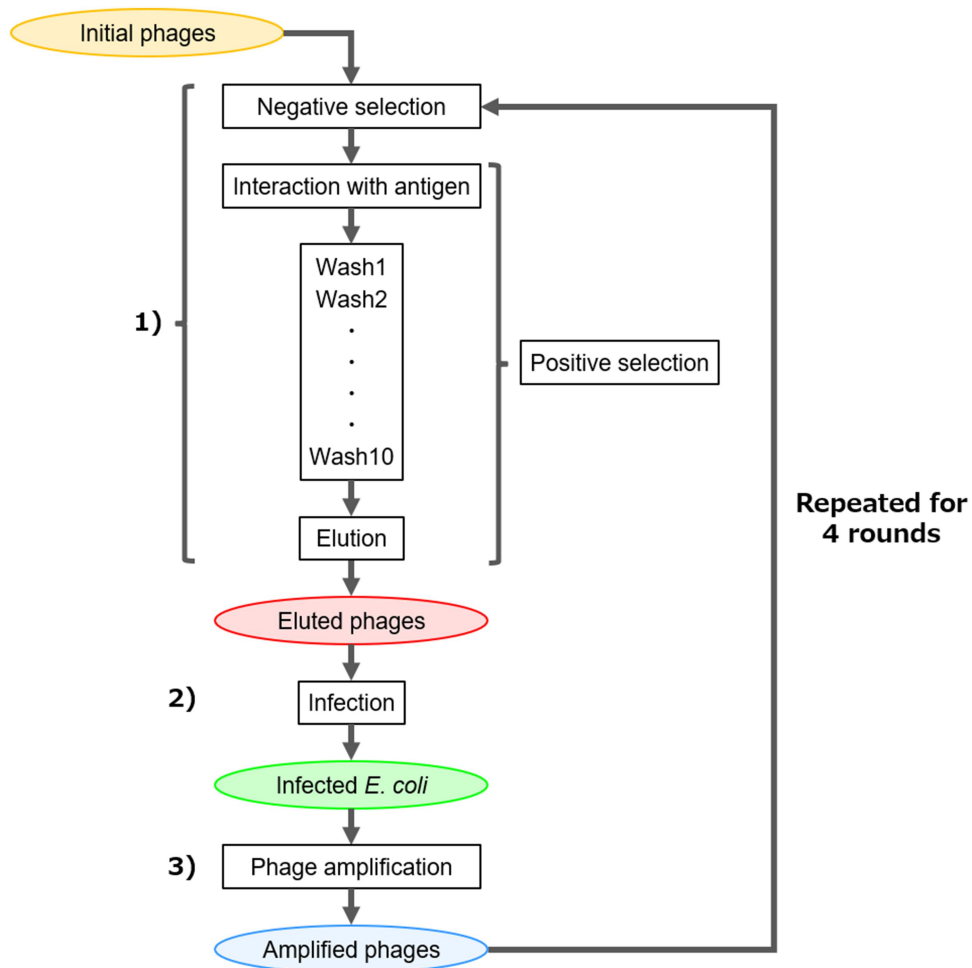 Initial phages
Negative selection
Interaction with antigen
Wash1
Wash2
・
・
・
・
Wash10
1)
Positive selection
Repeated for
4 rounds
Elution
Eluted phages
2)
Infection
Infected E. coli
3)
Phage amplification
Amplified phages